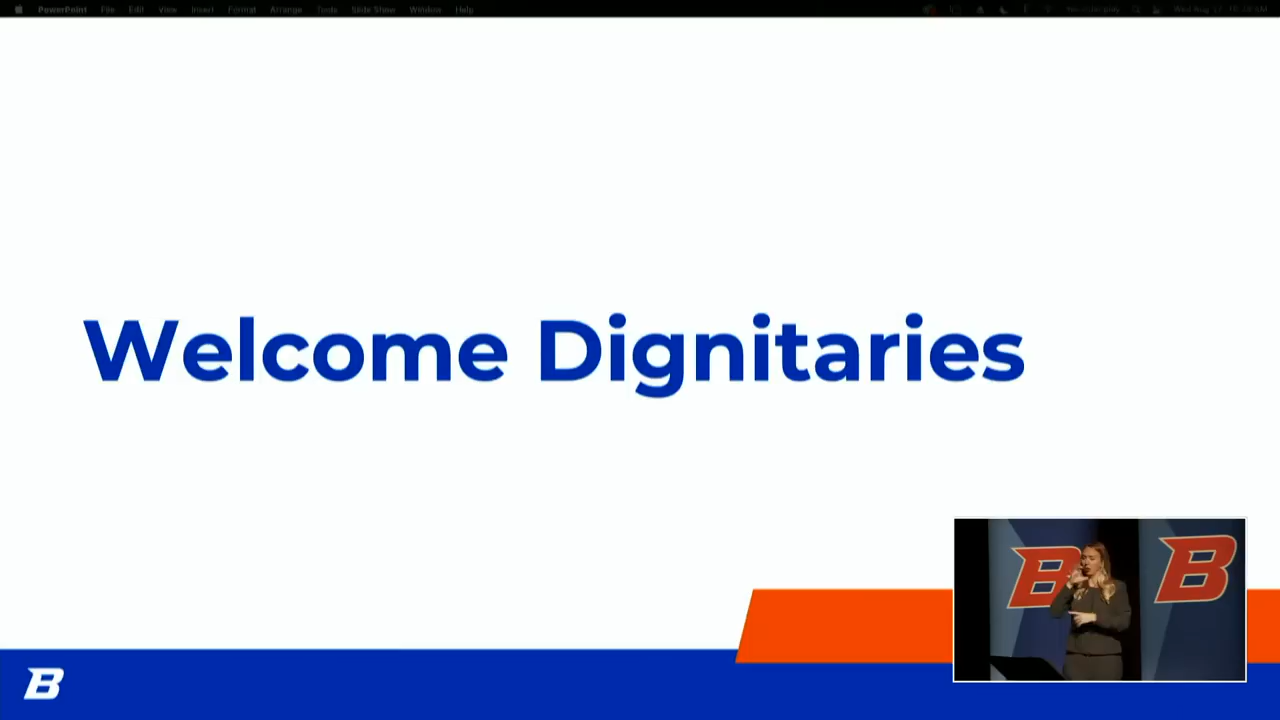 PowerPoint File Edit View Insert Format Arrange Tools Slide Show Window Help
Welcome Dignitaries
B B
B